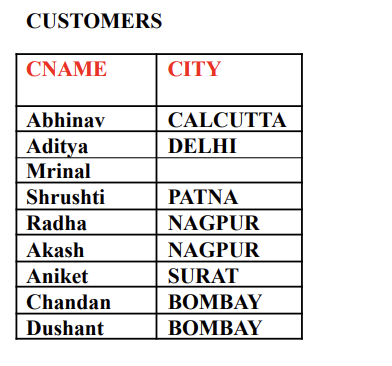 CUSTOMERS
CNAME CITY
Abhinav CALCUTTA
Aditya DELHI
Mrinal
Shrushti PATNA
Radha NAGPUR
Akash NAGPUR
Aniket SURAT
Chandan BOMBAY
Dushant BOMBAY